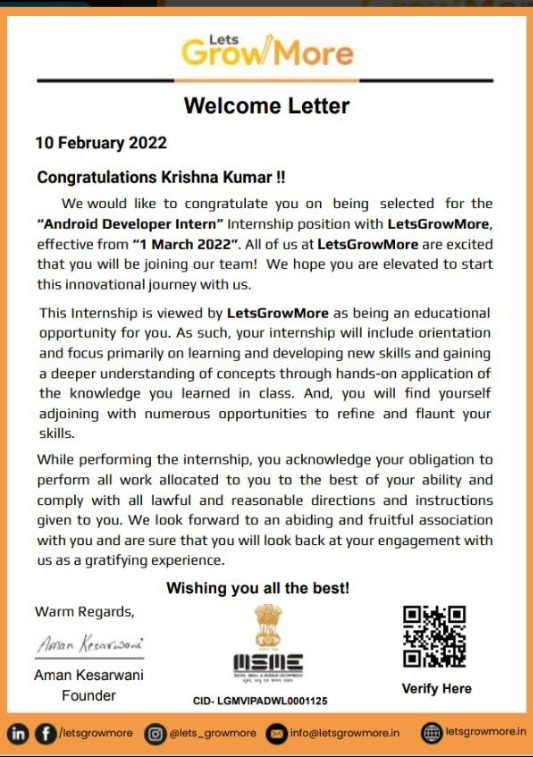 Lets
GrowMore
Welcome Letter
10 February 2022
Congratulations Krishna Kumar !!
We would like to congratulate you on being selected for the
“Android Developer Intern” Internship position with LetsGrowMore,
effective from “1 March 2022”. All of us at LetsGrowMore are excited
that you will be joining our team! We hope you are elevated to start
this innovational journey with us.
This Internship is viewed by LetsGrowMore as being an educational
opportunity for you. As such, your internship will include orientation
and focus primarily on learning and developing new skills and gaining
a deeper understanding of concepts through hands-on application of
the knowledge you learned in class. And, you will find yourself
adjoining with numerous opportunities to refine and flaunt your
skills.
While performing the internship, you acknowledge your obligation to
perform all work allocated to you to the best of your ability and
comply with all lawful and reasonable directions and instructions
given to you. We look forward to an abiding and fruitful association
with you and are sure that you will look back at your engagement with
us as a gratifying experience.
Wishing you all the best!
Warm Regards,
Aman Kesarwani
Aman Kesarwani
Founder
MSME
MICRO, SMALL & MEDIUM ENTERPRISES
CID- LGMVIPADWL0001125
Verify Here
/letsgrowmore
@lets_growmore
info@letsgrowmore.in
letsgrowmore.in